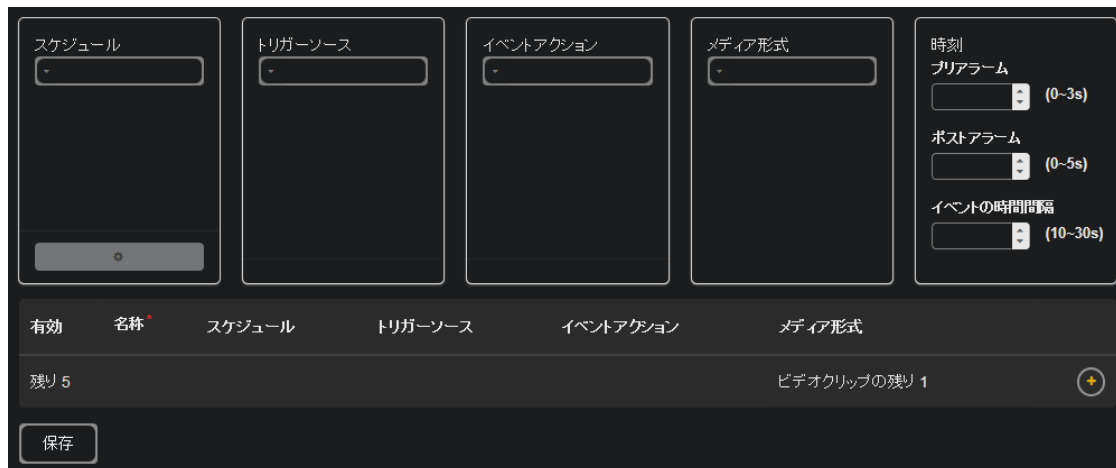 スケジュール
-
トリガーソース
-
イベントアクション
-
メディア形式
-
時刻
プリアラーム
(0~3s)
ポストアラーム
(0~5s)
イベントの時間間隔
(10~30s)
有効 名称* スケジュール トリガーソース イベントアクション メディア形式
残り 5 ビデオクリップの残り 1
保存